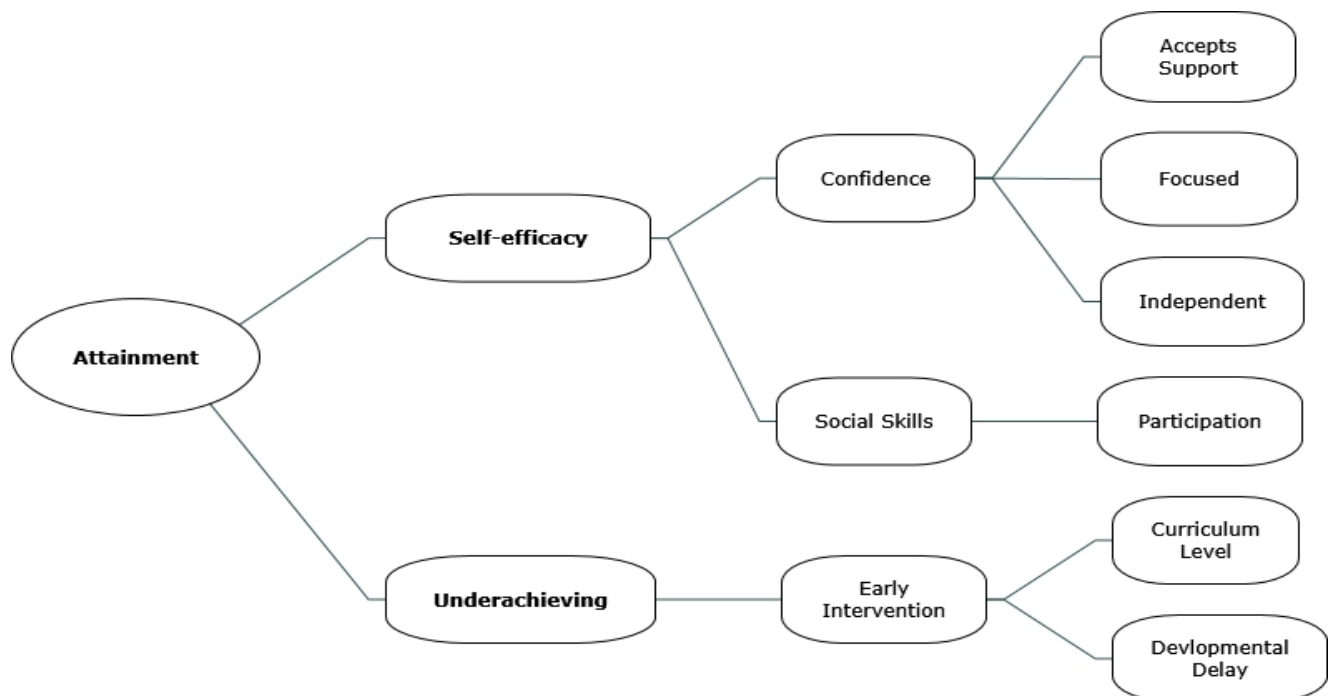 Accepts
Support
Confidence
Focused
Self-efficacy
Independent
Attainment
Social Skills
Participation
Curriculum
Level
Underachieving
Early
Intervention
Devlopmental
Delay